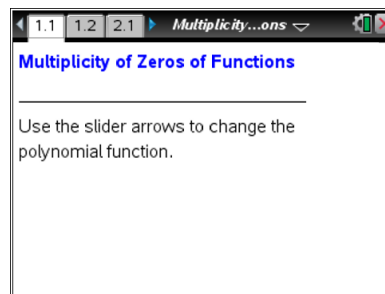 1.1 1.2 2.1 Multiplicity...ons
Multiplicity of Zeros of Functions
Use the slider arrows to change the
polynomial function.